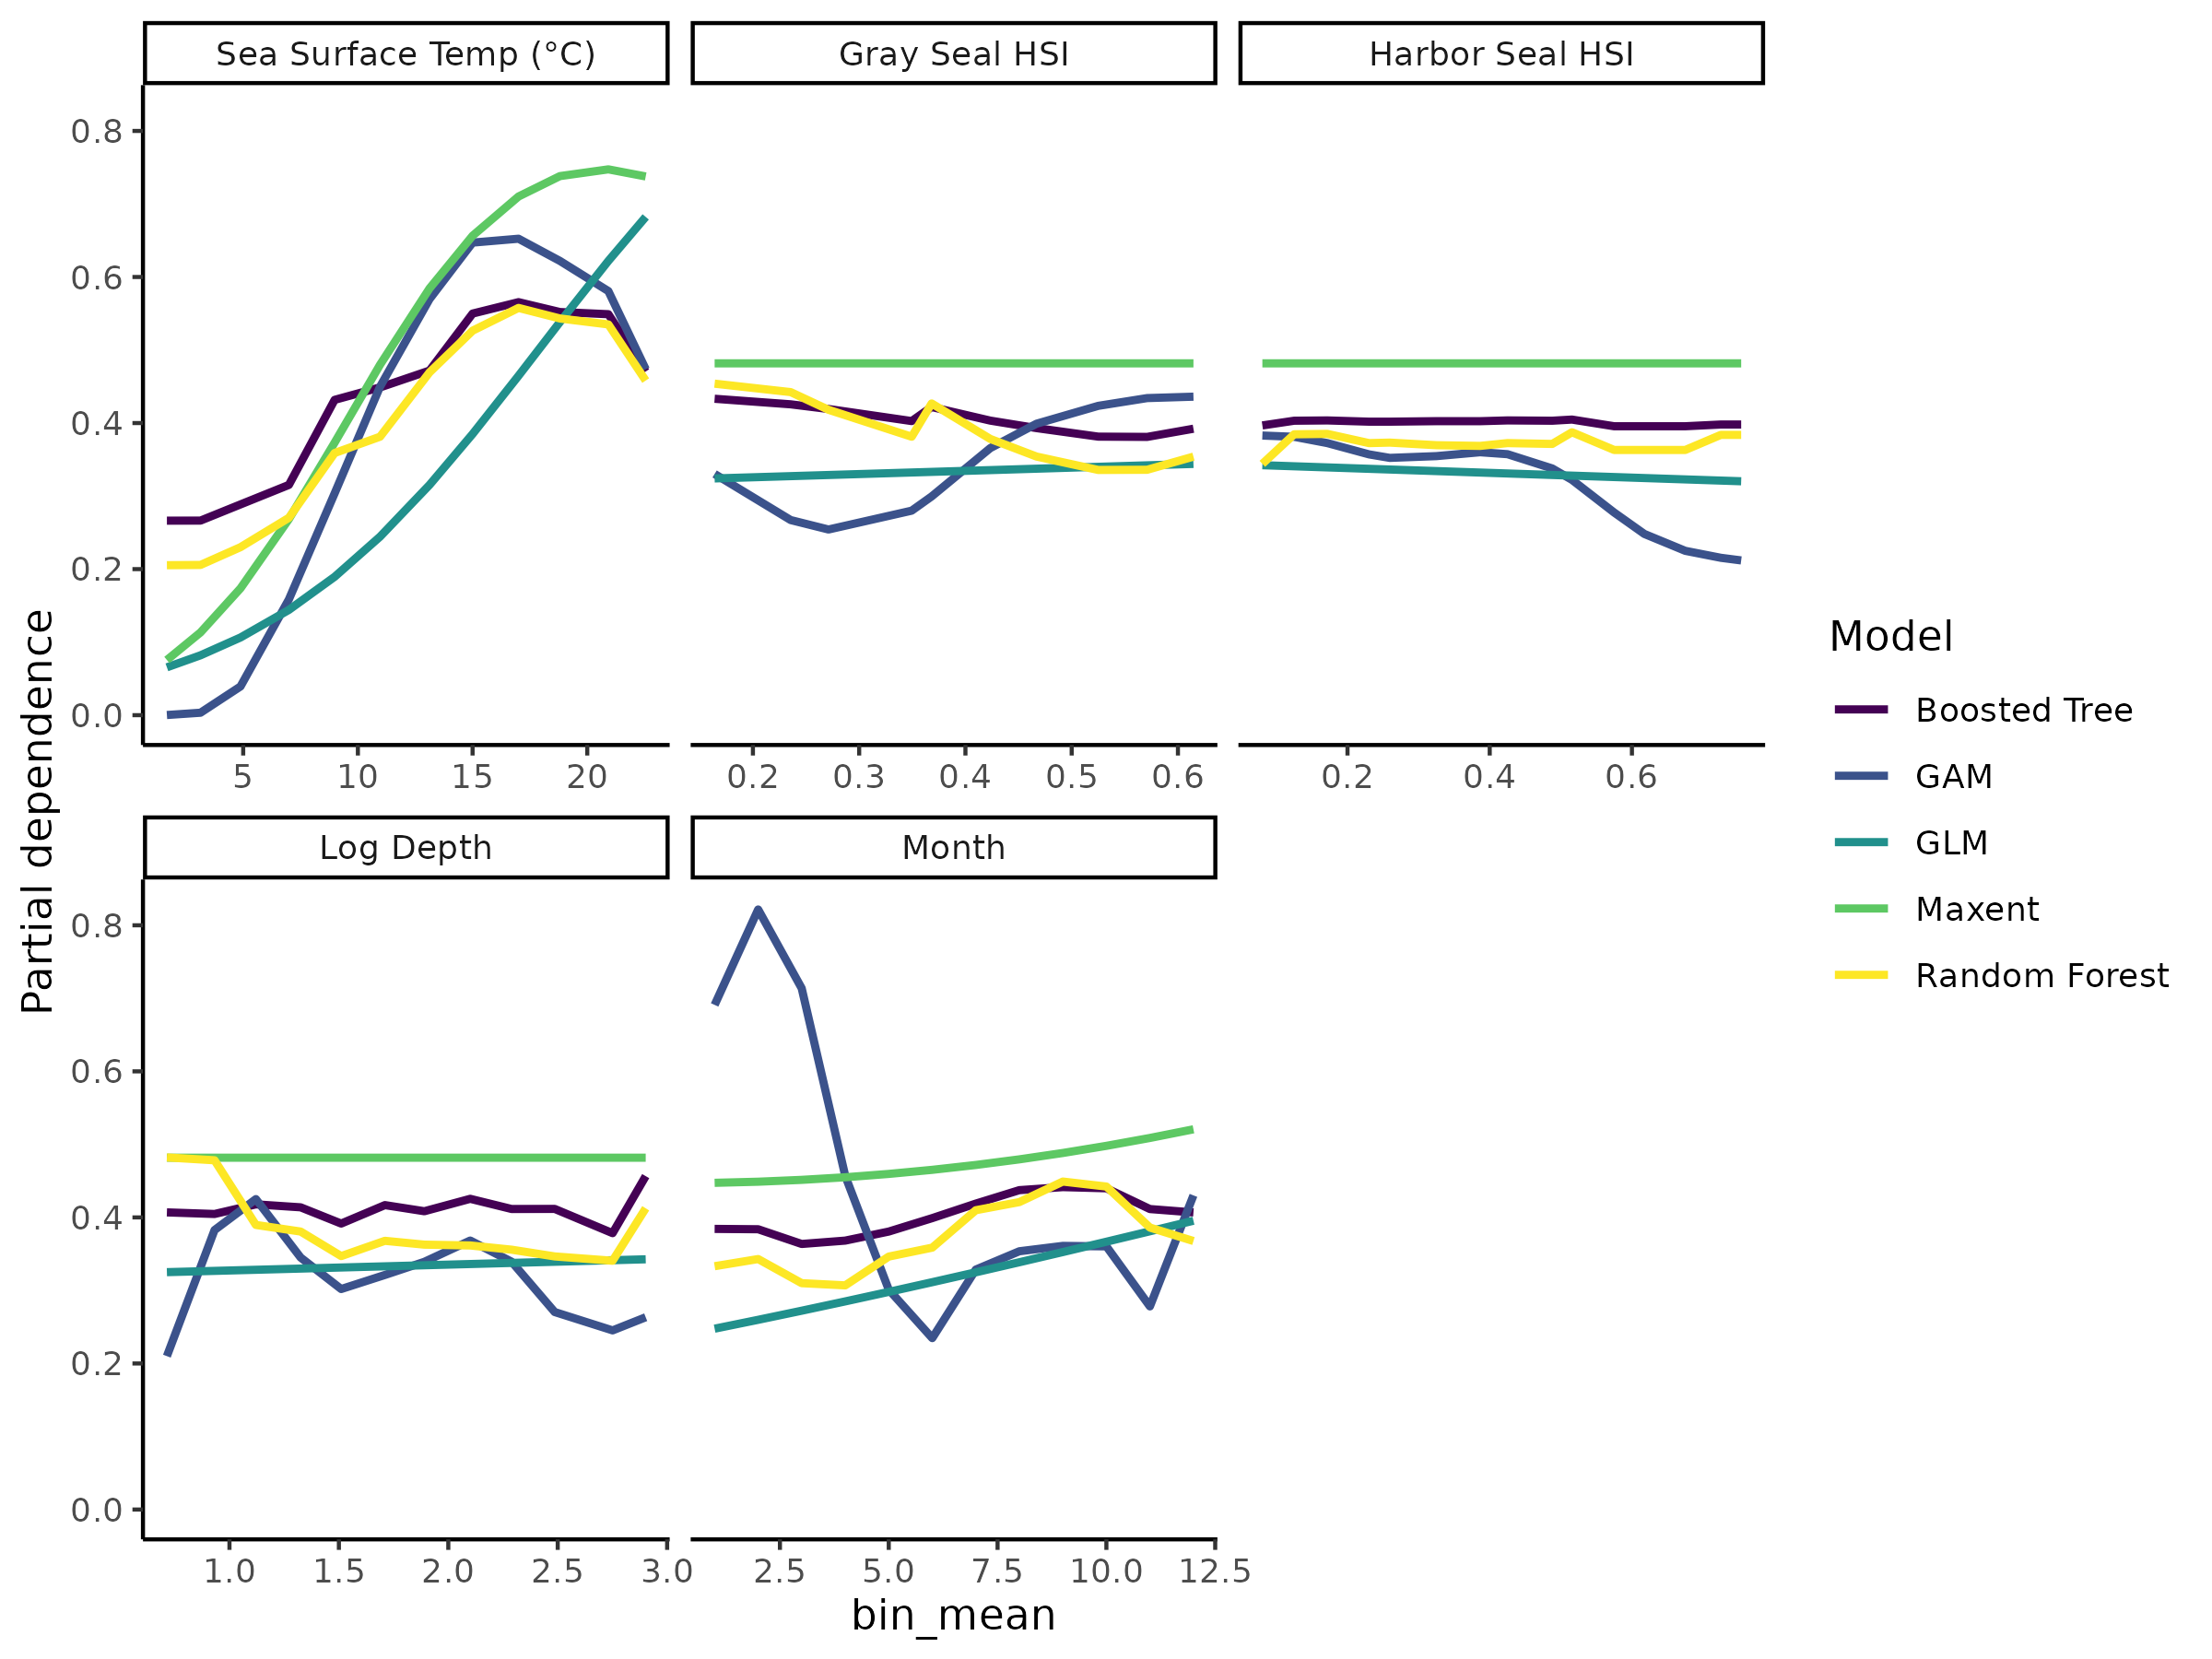 Sea Surface Temp (°C)
Gray Seal HSI
Harbor Seal HSI
0.8
0.6
0.4
0.2
0.0
5 10 15 20
0.2 0.3 0.4 0.5 0.6
0.2 0.4 0.6
Log Depth
Month
0.8
0.6
0.4
0.2
0.0
1.0 1.5 2.0 2.5 3.0
2.5 5.0 7.5 10.0 12.5
Partial dependence
bin_mean
Model
Boosted Tree
GAM
GLM
Maxent
Random Forest